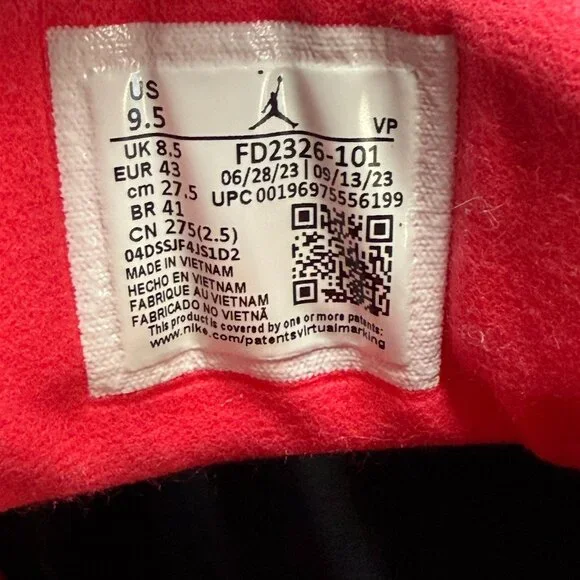 US
9.5
VP
UK 8.5
FD2326-101
EUR 43
06/28/23 | 09/13/23
cm 27.5
UPC 00196975556199
BR 41
CN 275(2.5)
04DSSJF4JS1D2
MADE IN VIETNAM
HECHO EN VIETNAM
FABRIQUE AU VIETNAM
FABRICADO NO VIETNÃ
This product is covered by one or more patents:
www.nike.com/patentsvirtualmarking